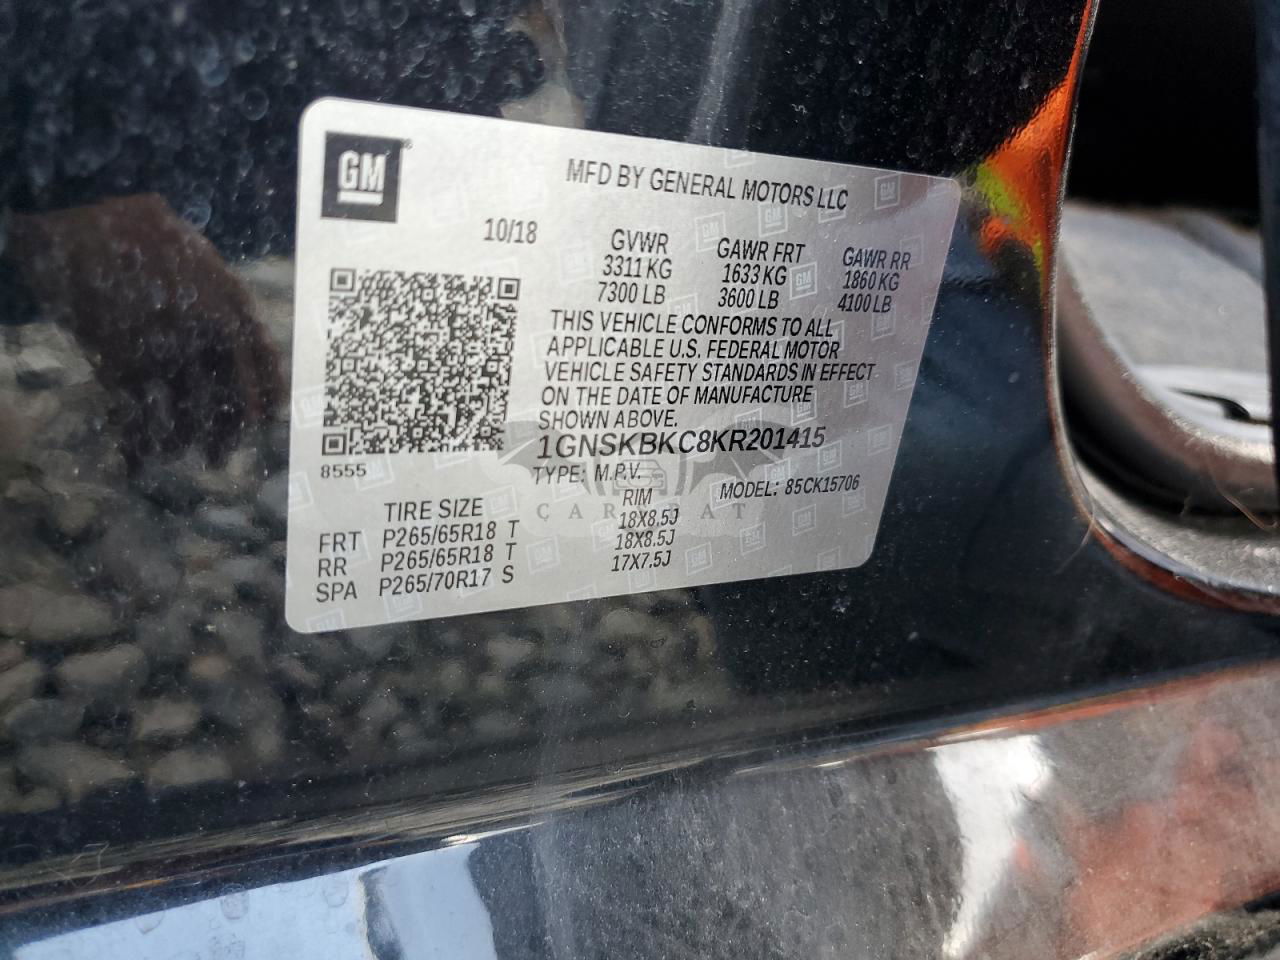 GM
MFD BY GENERAL MOTORS LLC
10/18
GVWR GAWR FRT GAWR RR
3311 KG 1633 KG 1860 KG
7300 LB 3600 LB 4100 LB
THIS VEHICLE CONFORMS TO ALL
APPLICABLE U.S. FEDERAL MOTOR
VEHICLE SAFETY STANDARDS IN EFFECT
ON THE DATE OF MANUFACTURE
SHOWN ABOVE.
1GNSKBKC8KR201415
8555
TYPE: M.P.V. MODEL: 85CK15706
TIRE SIZE RIM
FRT P265/65R18 T 18X8.5J
RR P265/65R18 T 18X8.5J
SPA P265/70R17 S 17X7.5J